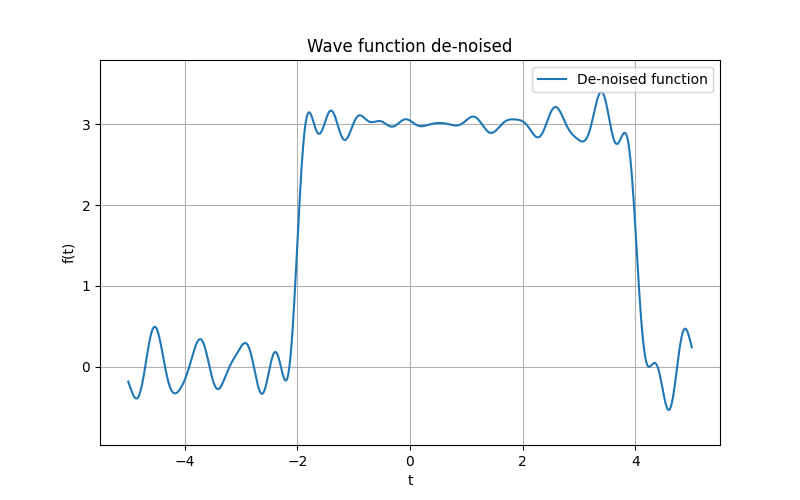 Wave function de-noised
De-noised function
f(t)
3
2
1
0
−4
−2
0
2
4
t